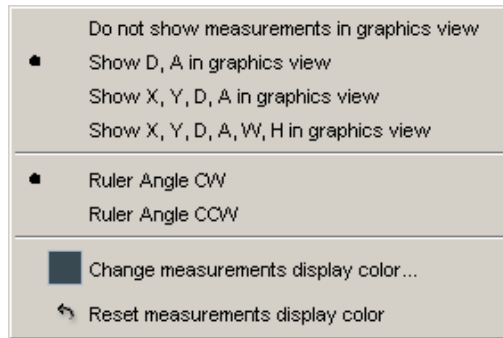 Do not show measurements in graphics view
Show D, A in graphics view
Show X, Y, D, A in graphics view
Show X, Y, D, A, W, H in graphics view
Ruler Angle CW
Ruler Angle CCW
Change measurements display color...
Reset measurements display color